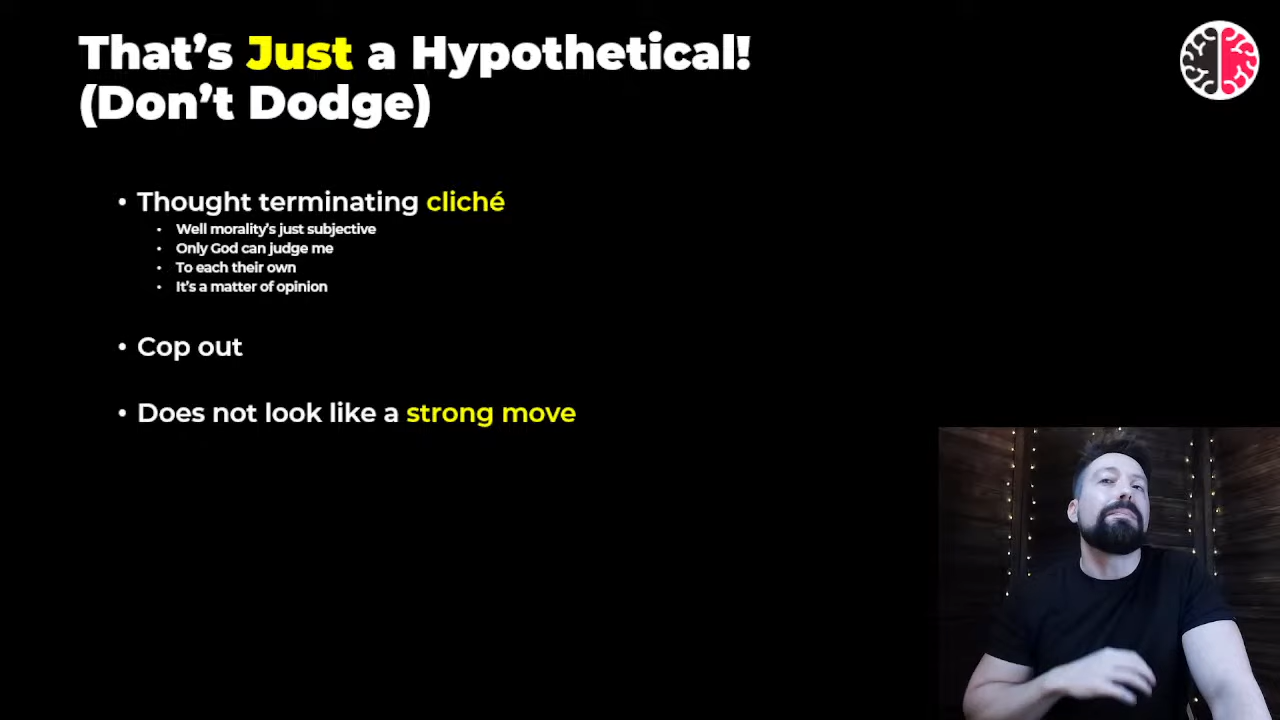 That's Just a Hypothetical!
(Don't Dodge)
• Thought terminating cliché
• Well morality's just subjective
• Only God can judge me
• To each their own
• It's a matter of opinion
• Cop out
• Does not look like a strong move